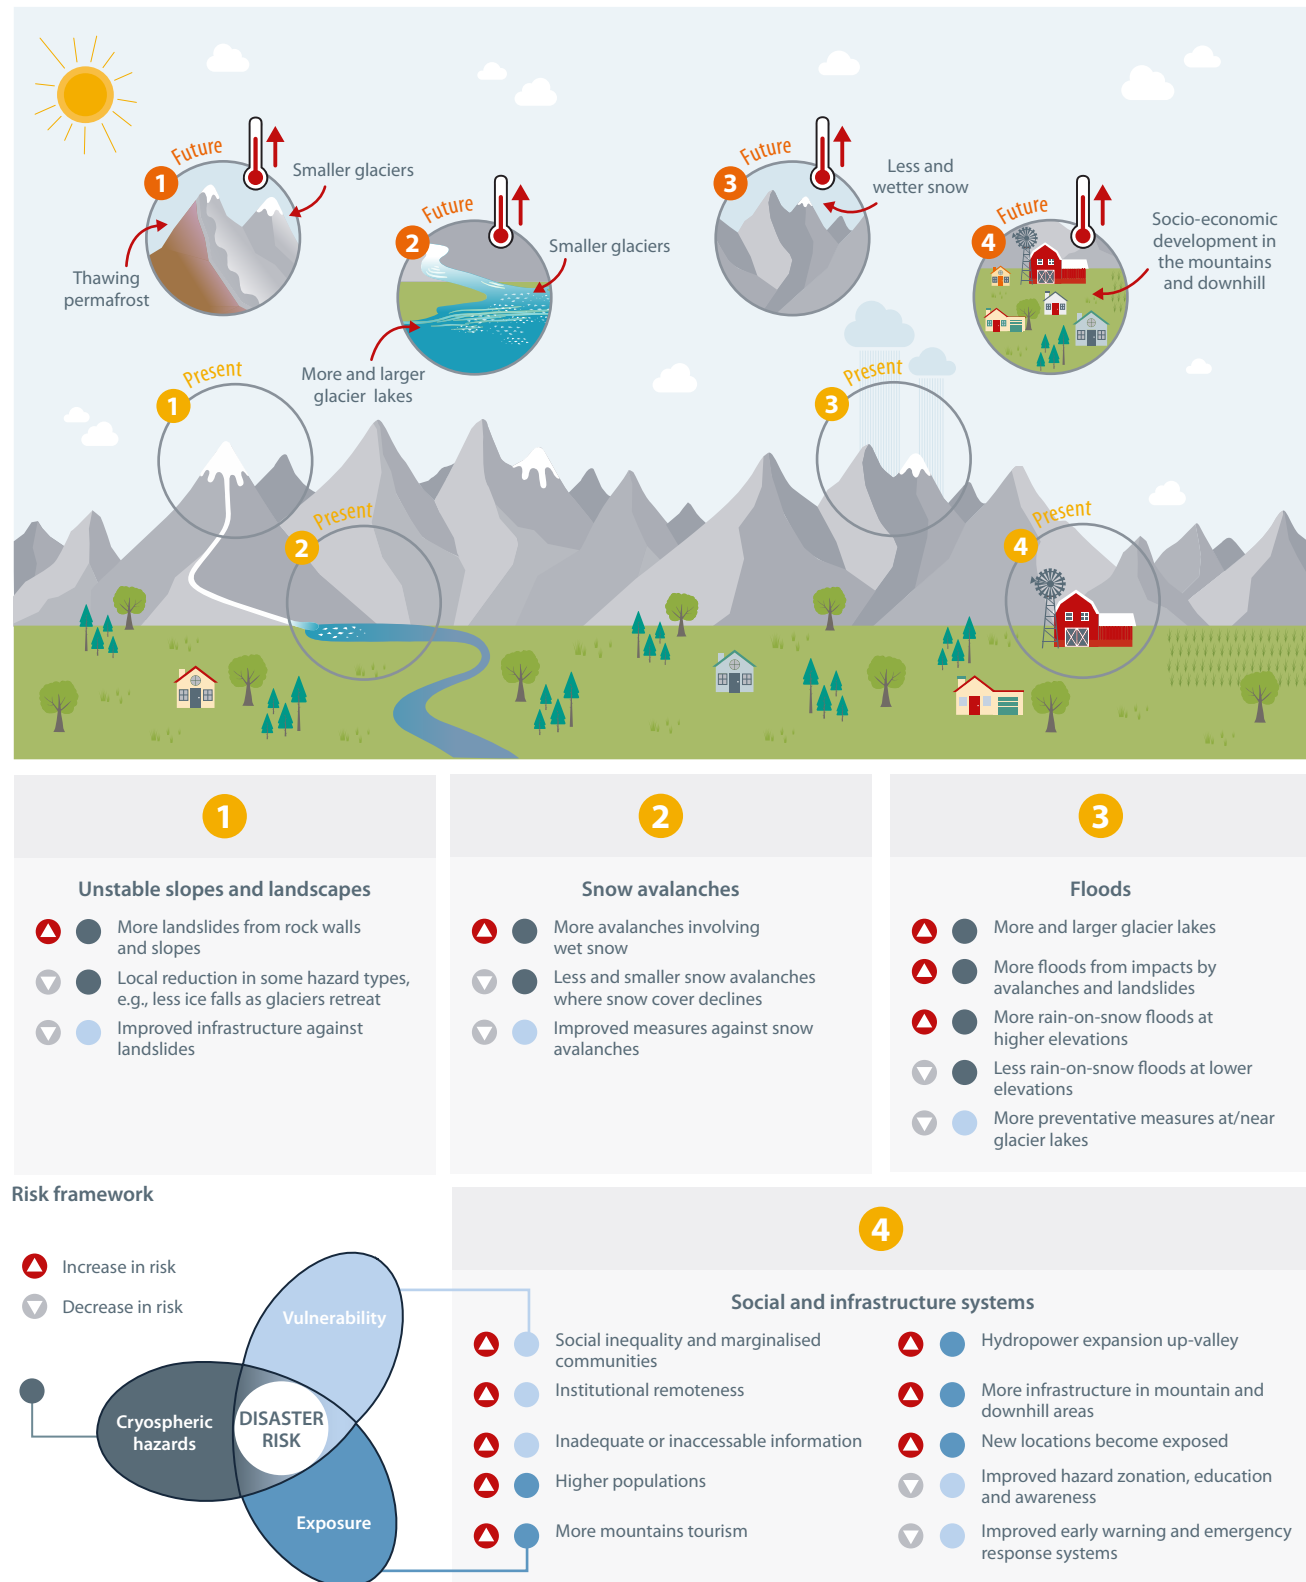 1
Future
Smaller glaciers
Thawing
permafrost
2
Future
Smaller glaciers
More and larger
glacier lakes
3
Future
Less and
wetter snow
4
Future
Socio-economic
development in
the mountains
and downhill
1
Present
2
Present
3
Present
4
Present
1
Unstable slopes and landscapes
More landslides from rock walls
and slopes
Local reduction in some hazard types,
e.g., less ice falls as glaciers retreat
Improved infrastructure against
landslides
2
Snow avalanches
More avalanches involving
wet snow
Less and smaller snow avalanches
where snow cover declines
Improved measures against snow
avalanches
3
Floods
More and larger glacier lakes
More floods from impacts by
avalanches and landslides
More rain-on-snow floods at
higher elevations
Less rain-on-snow floods at lower
elevations
More preventative measures at/near
glacier lakes
Risk framework
Increase in risk
Decrease in risk
Vulnerability
Cryospheric
hazards
DISASTER
RISK
Exposure
4
Social and infrastructure systems
Social inequality and marginalised
communities
Institutional remoteness
Inadequate or inaccessable information
Higher populations
More mountains tourism
Hydropower expansion up-valley
More infrastructure in mountain and
downhill areas
New locations become exposed
Improved hazard zonation, education
and awareness
Improved early warning and emergency
response systems